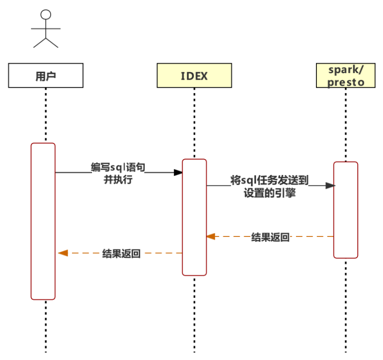 用户
IDEX
spark/
presto
编写sql语句
并执行
将sql任务发送到
设置的引擎
结果返回
结果返回